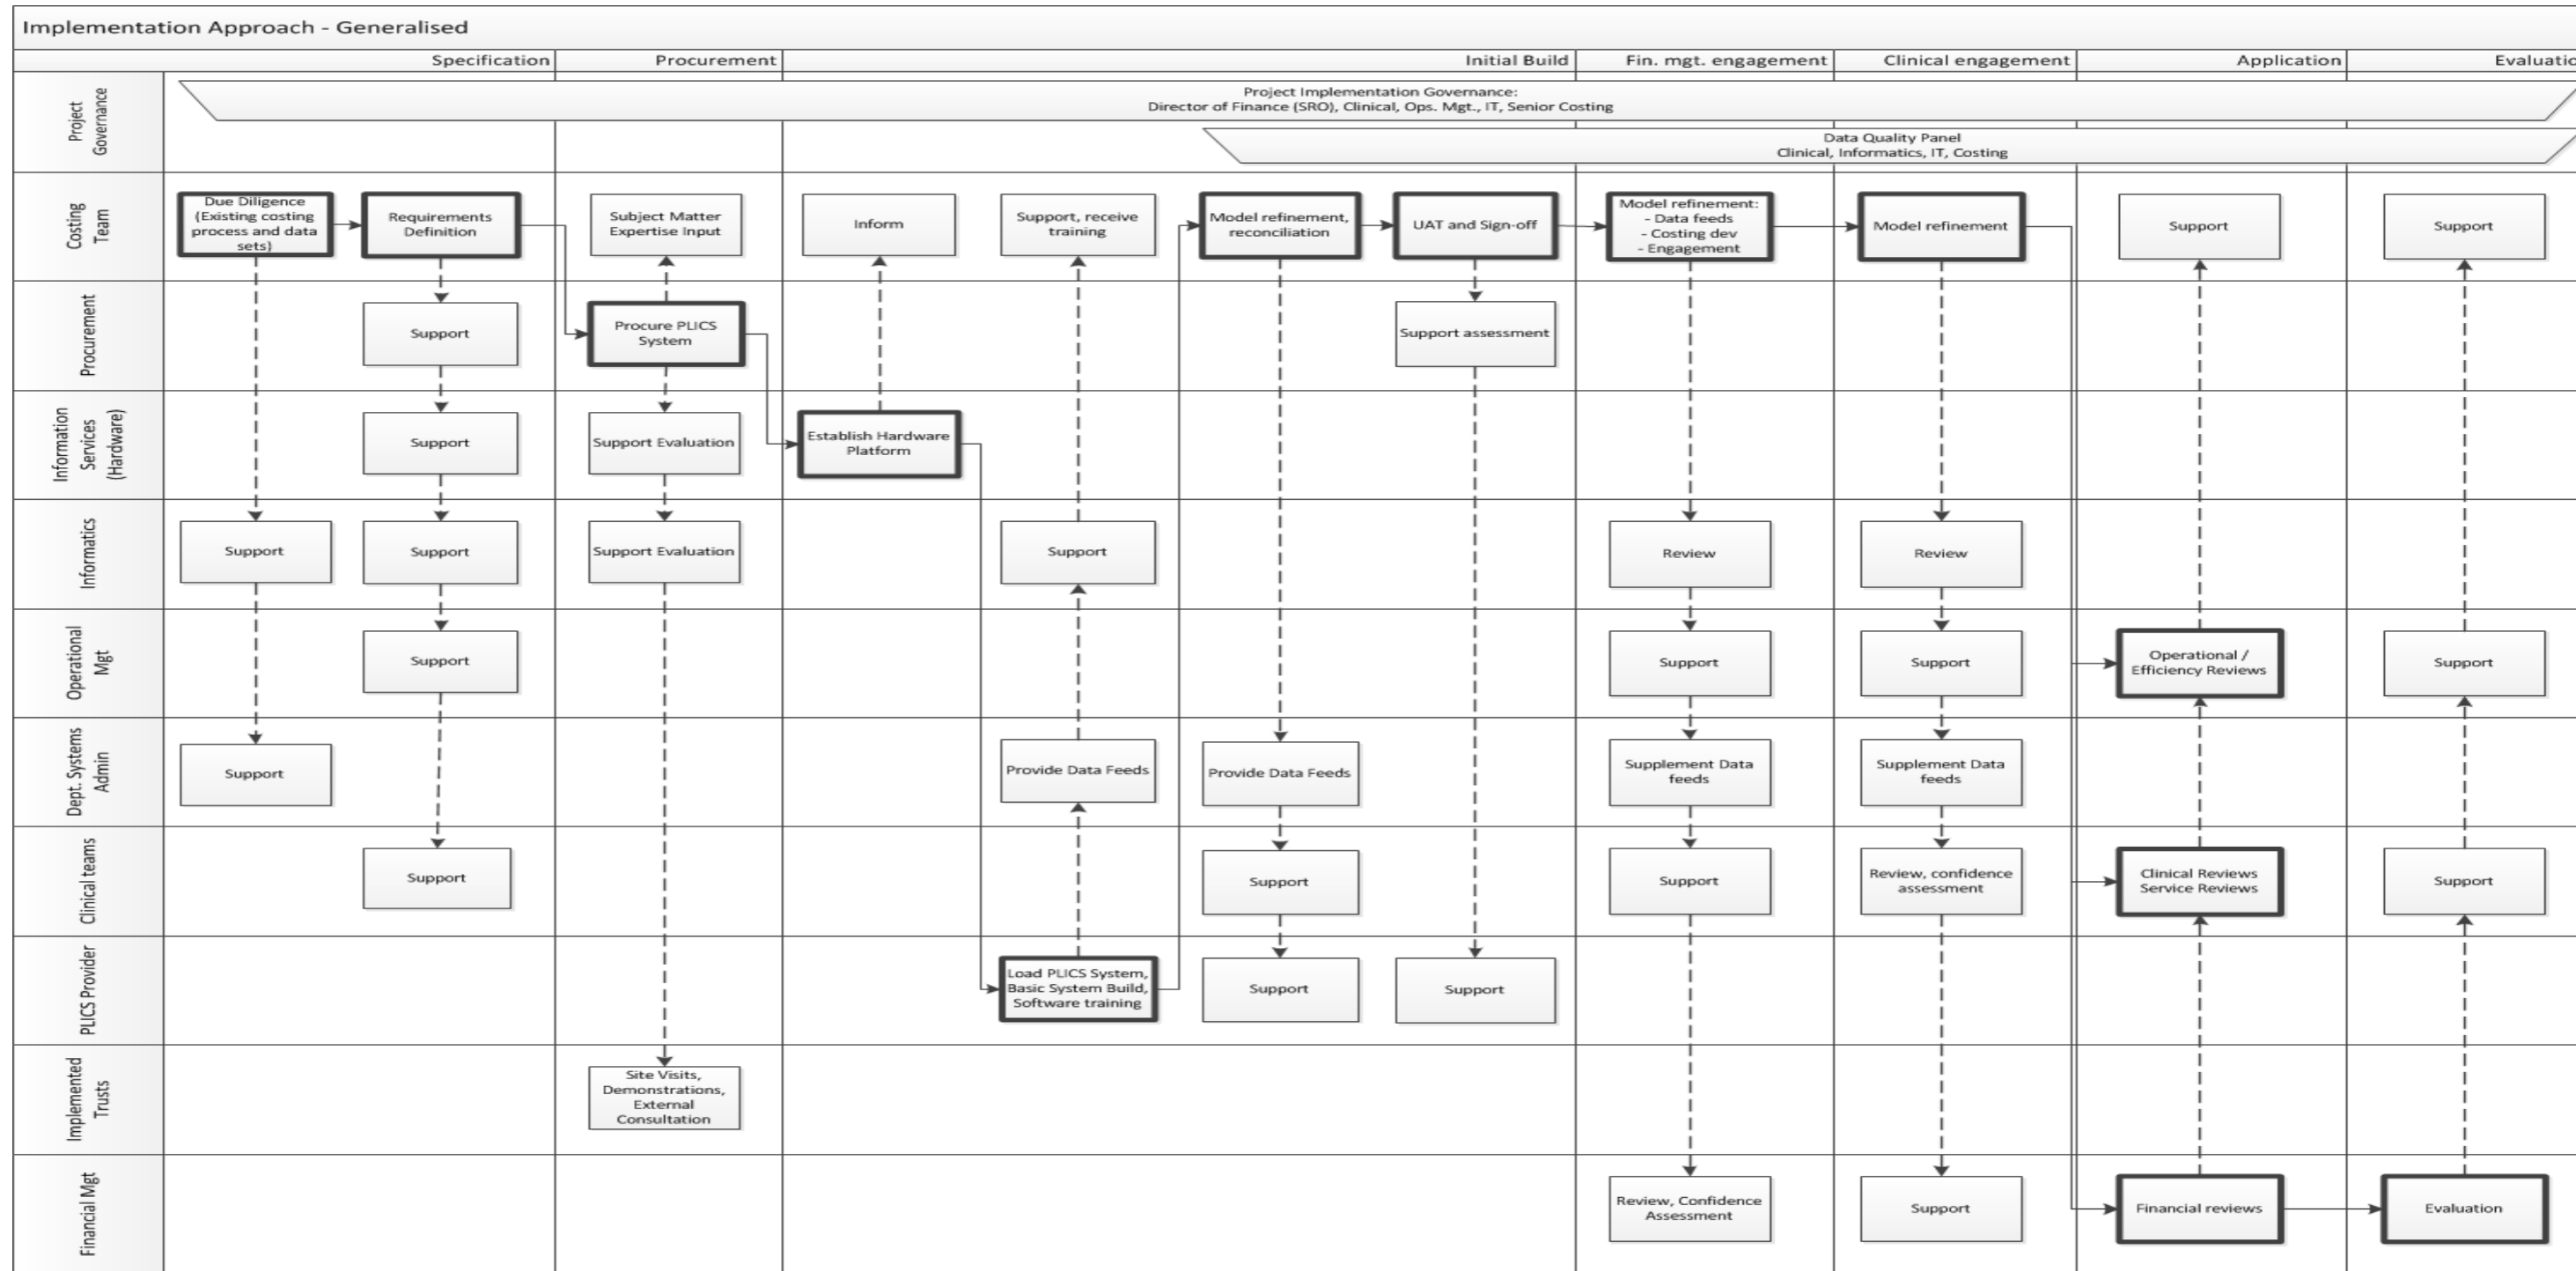 Implementation Approach - Generalised
Specification
Procurement
Initial Build
Fin. mgt. engagement
Clinical engagement
Application
Evaluatio
Project
Governance
Project Implementation Governance:
Director of Finance (SRO), Clinical, Ops. Mgt., IT, Senior Costing
Data Quality Panel
Clinical, Informatics, IT, Costing
Costing
Team
Due Diligence
(Existing costing
process and data
sets)
Requirements
Definition
Subject Matter
Expertise Input
Inform
Support, receive
training
Model refinement,
reconciliation
UAT and Sign-off
Model refinement:
- Data feeds
- Costing dev
- Engagement
Model refinement
Support
Support
Procurement
Support
Procure PLICS
System
Support assessment
Information
Services
(Hardware)
Support
Support Evaluation
Establish Hardware
Platform
Informatics
Support
Support
Support Evaluation
Support
Review
Review
Operational
Mgt
Support
Support
Support
Operational /
Efficiency Reviews
Support
Dept. Systems
Admin
Support
Provide Data Feeds
Provide Data Feeds
Supplement Data
feeds
Supplement Data
feeds
Clinical teams
Support
Support
Support
Review, confidence
assessment
Clinical Reviews
Service Reviews
Support
PLICS Provider
Load PLICS System,
Basic System Build,
Software training
Support
Support
Implemented
Trusts
Site Visits,
Demonstrations,
External
Consultation
Financial Mgt
Review, Confidence
Assessment
Support
Financial reviews
Evaluation